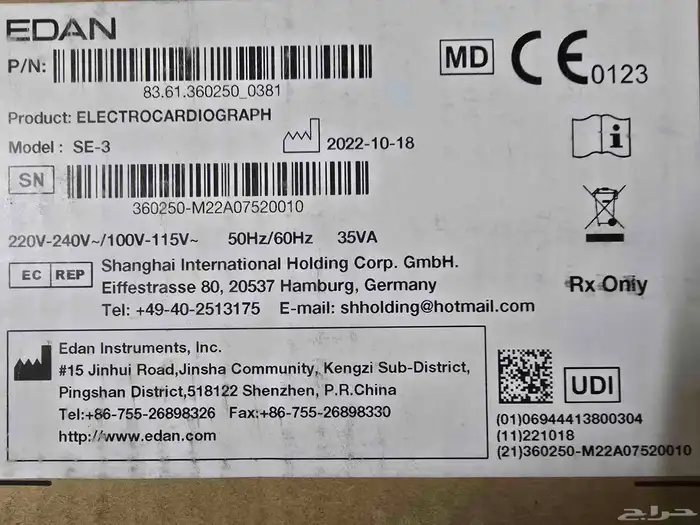 EDAN
P/N:
83.61.360250_0381
Product: ELECTROCARDIOGRAPH
Model : SE-3
2022-10-18
SN
360250-M22A07520010
220V-240V~/100V-115V~ 50Hz/60Hz 35VA
EC REP
Shanghai International Holding Corp. GmbH.
Eiffestrasse 80, 20537 Hamburg, Germany
Tel: +49-40-2513175 E-mail: shholding@hotmail.com
Edan Instruments, Inc.
#15 Jinhui Road,Jinsha Community, Kengzi Sub-District,
Pingshan District,518122 Shenzhen, P.R.China
Tel:+86-755-26898326 Fax:+86-755-26898330
http://www.edan.com
MD
CE 0123
i
Rx Only
UDI
(01)06944413800304
(11)221018
(21)360250-M22A07520010
حراج